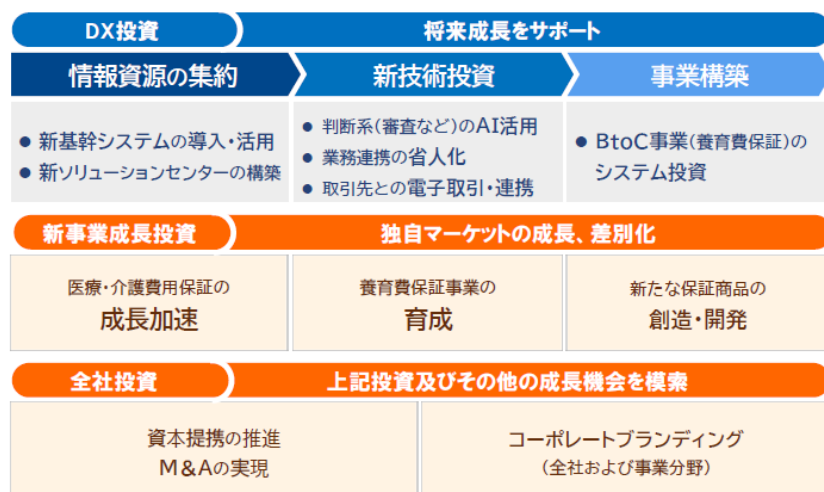 DX投資
将来成長をサポート
情報資源の集約
新技術投資
事業構築
● 新基幹システムの導入・活用
● 新ソリューションセンターの構築
● 判断系(審査など)のAI活用
● 業務連携の省人化
● 取引先との電子取引・連携
● BtoC事業(養育費保証)の
システム投資
新事業成長投資
独自マーケットの成長、差別化
医療・介護費用保証の
成長加速
養育費保証事業の
育成
新たな保証商品の
創造・開発
全社投資
上記投資及びその他の成長機会を模索
資本提携の推進
M&Aの実現
コーポレートブランディング
(全社および事業分野)